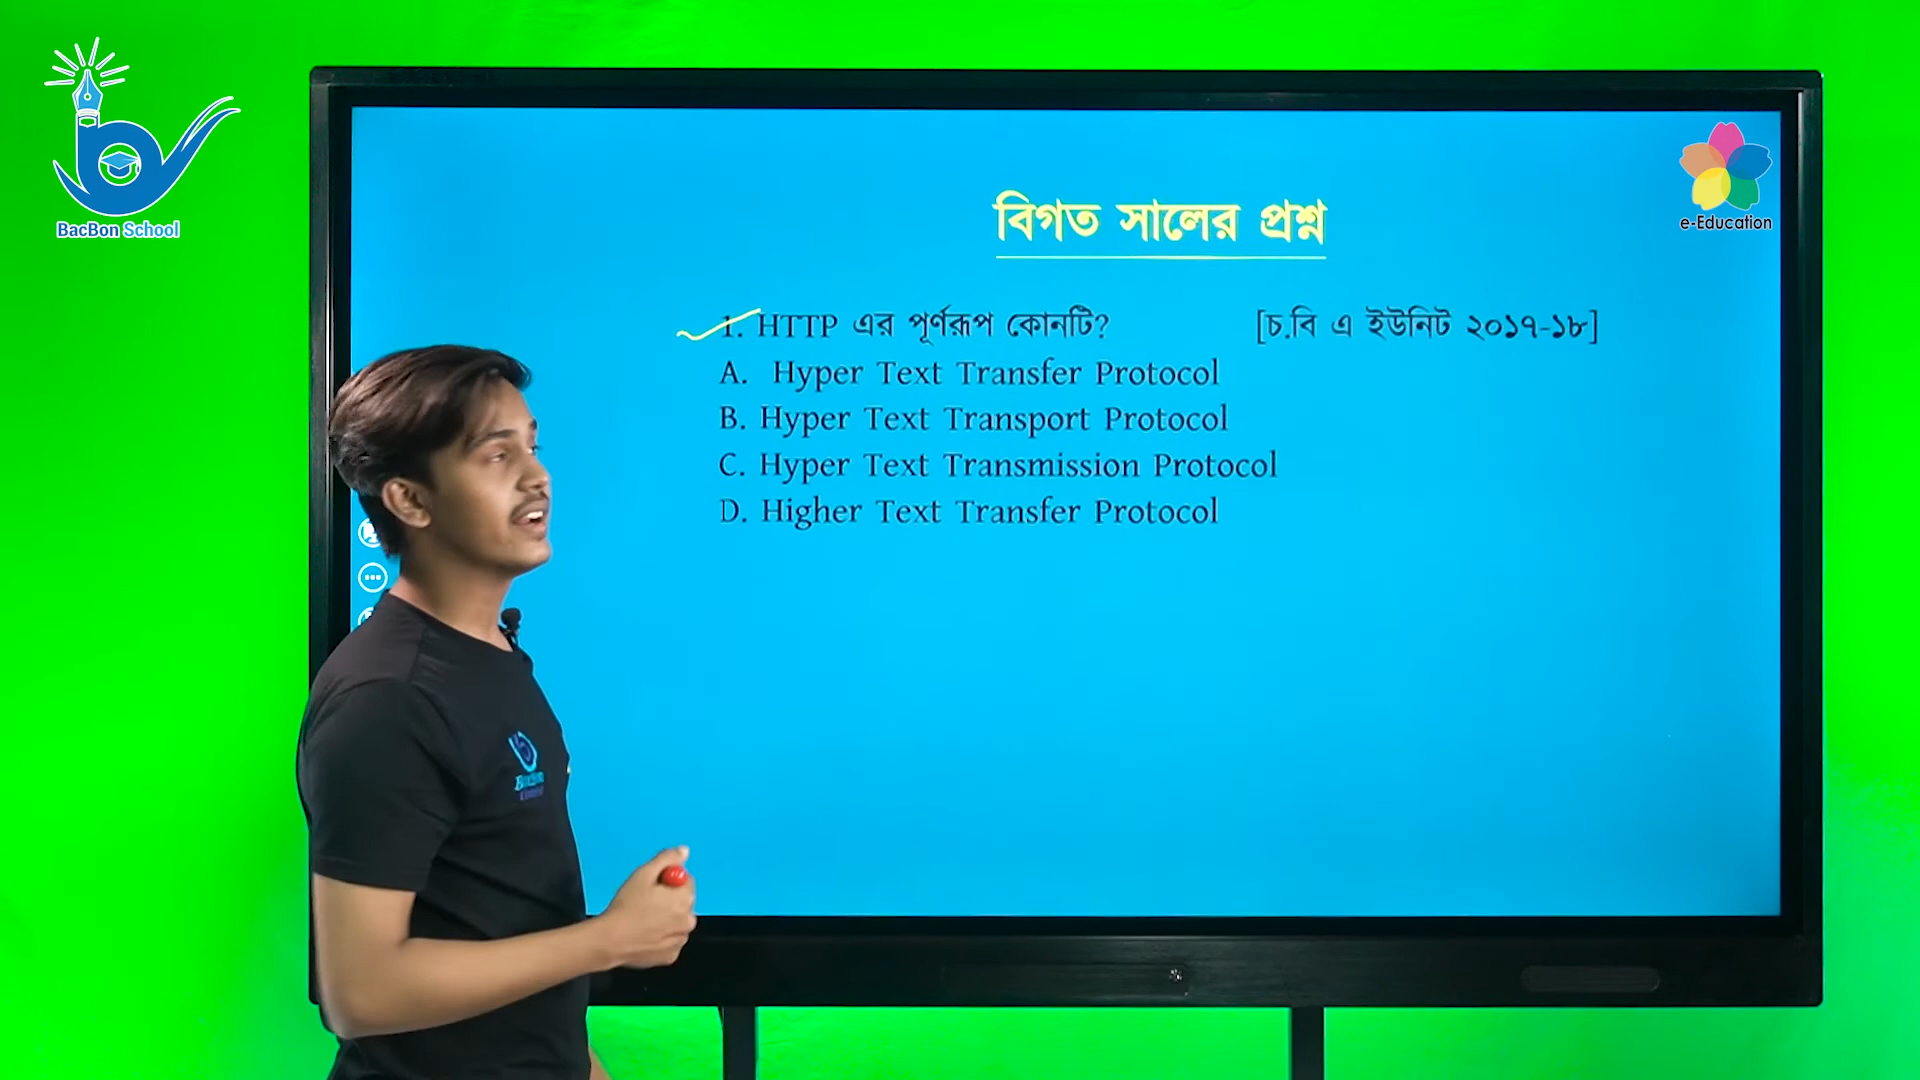 BacBon School
e-Education
বিগত সালের প্রশ্ন
1. HTTP এর পূর্ণরূপ কোনটি? [চ.বি এ ইউনিট ২০১৭-১৮]
A. Hyper Text Transfer Protocol
B. Hyper Text Transport Protocol
C. Hyper Text Transmission Protocol
D. Higher Text Transfer Protocol
BacBon